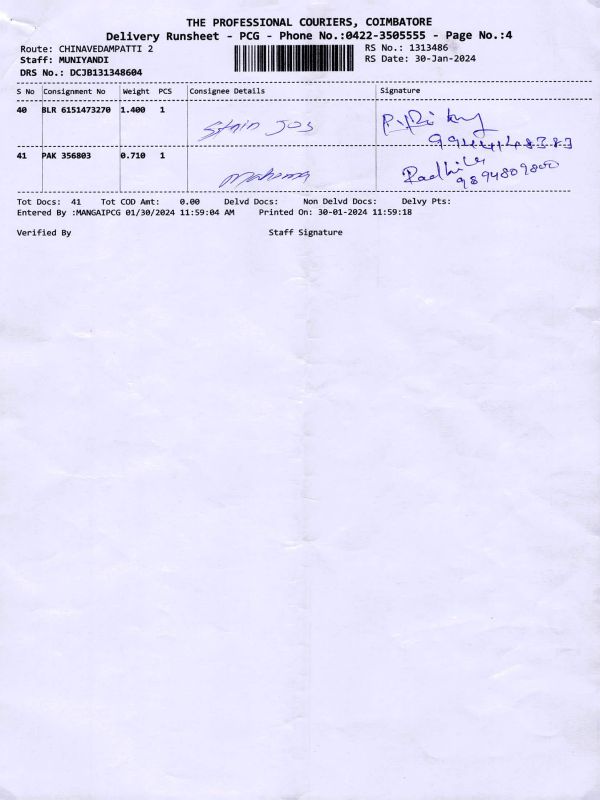 THE PROFESSIONAL COURIERS, COIMBATORE
Delivery Runsheet - PCG - Phone No.:0422-3505555 - Page No.:4
Route: CHINAVEDAMPATTI 2
RS No.: 1313486
Staff: MUNIYANDI
RS Date: 30-Jan-2024
DRS No.: DCJB131348604
S No Consignment No Weight PCS Consignee Details Signature
40 BLR 6151473270 1.400 1
41 PAK 356803 0.710 1
9894809800
Tot Docs: 41 Tot COD Amt: 0.00 Delvd Docs: Non Delvd Docs: Delvy Pts:
Entered By :MANGAIPCG 01/30/2024 11:59:04 AM Printed On: 30-01-2024 11:59:18
Verified By Staff Signature